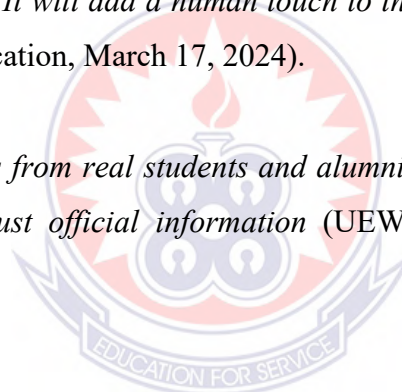 It will add a human touch to th
cation, March 17, 2024).
from real students and alumni
ust official information (UEW
EDUCATION FOR SERVICE